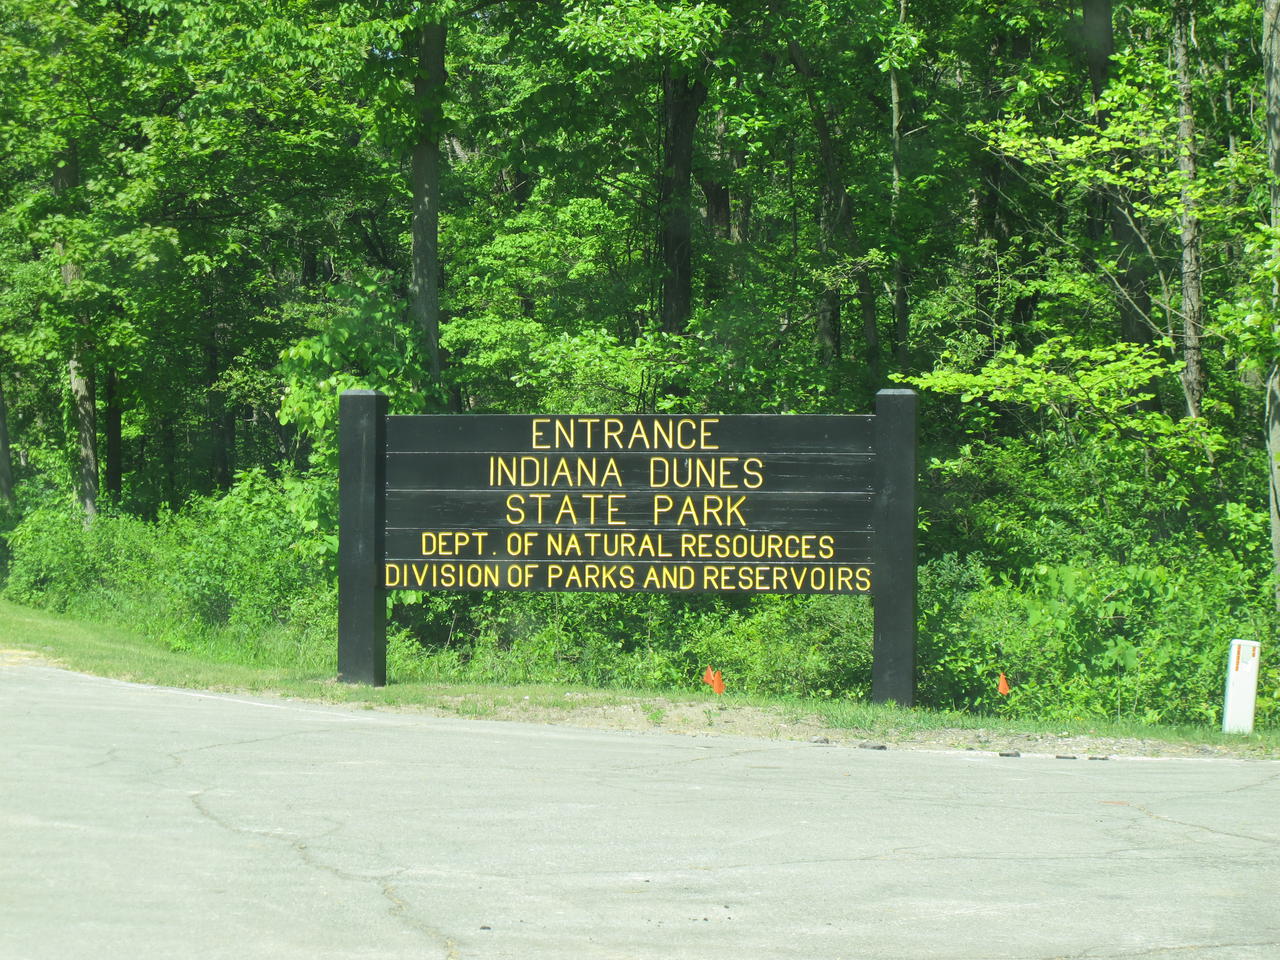 ENTRANCE
INDIANA DUNES
STATE PARK
DEPT. OF NATURAL RESOURCES
DIVISION OF PARKS AND RESERVOIRS